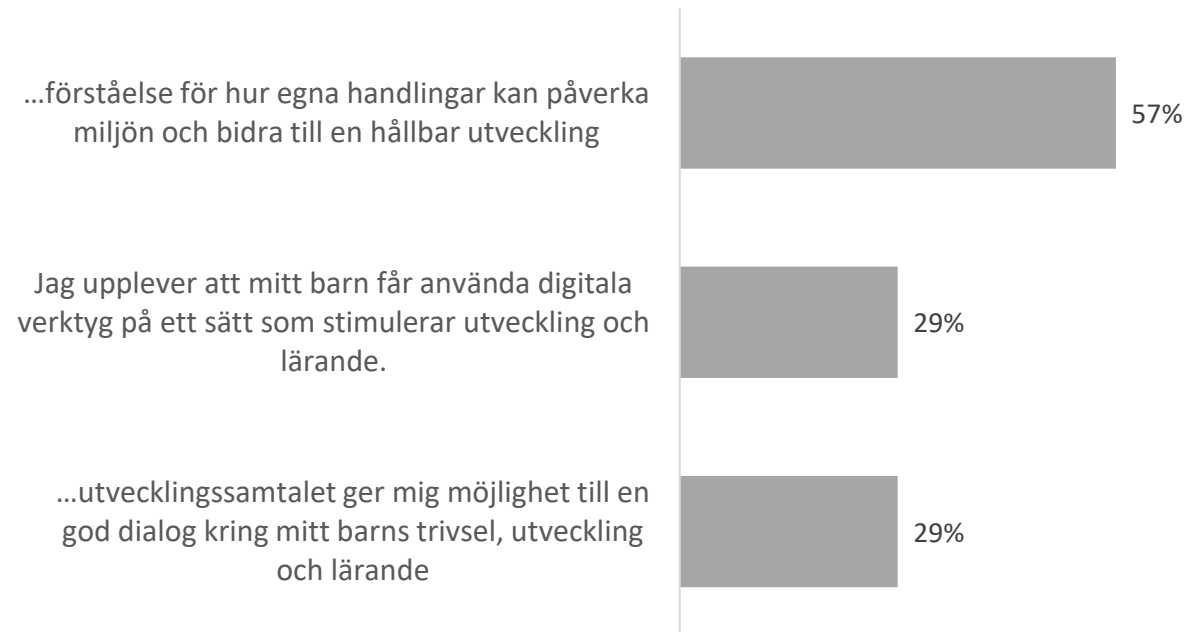 ...förståelse för hur egna handlingar kan påverka
miljön och bidra till en hållbar utveckling
57%
Jag upplever att mitt barn får använda digitala
verktyg på ett sätt som stimulerar utveckling och
lärande.
29%
...utvecklingssamtalet ger mig möjlighet till en
god dialog kring mitt barns trivsel, utveckling
och lärande
29%